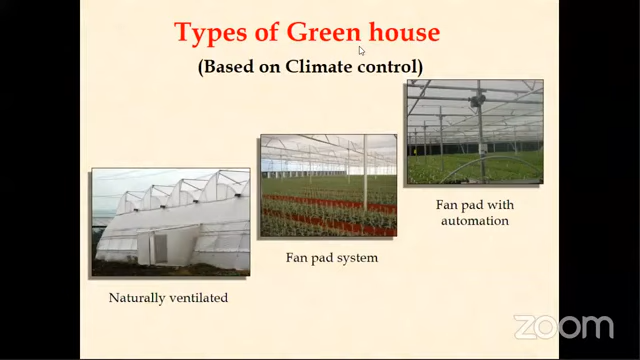 Types of Green house
(Based on Climate control)
Fan pad with
automation
Fan pad system
Naturally ventilated
zoom